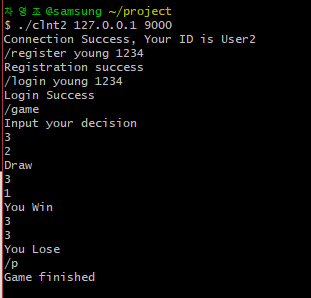 차 영 조@samsung ~/project
$ ./clnt2 127.0.0.1 9000
Connection Success, Your ID is User2
/register young 1234
Registration success
/login young 1234
Login Success
/game
Input your decision
3
2
Draw
3
1
You Win
3
3
You Lose
/p
Game finished